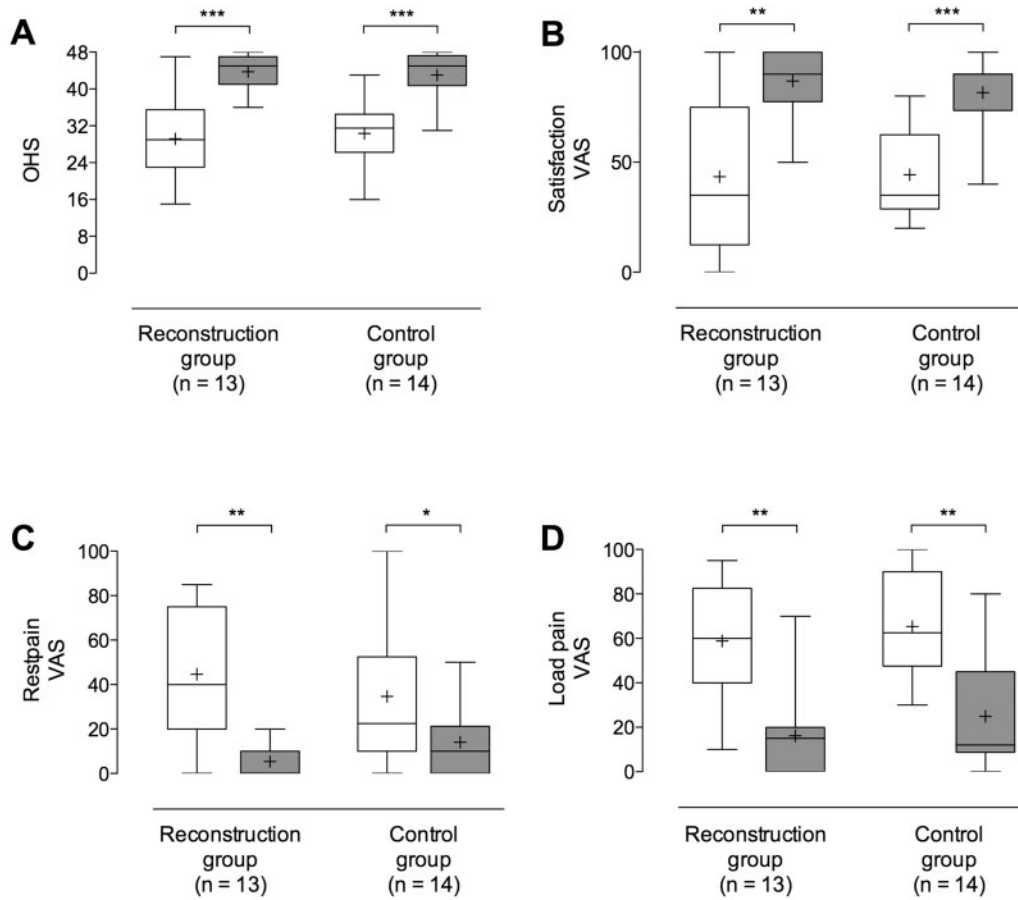 A
***
***
48
40
32
24
16
8
0
OHS
Reconstruction
group
(n = 13)
Control
group
(n = 14)
B
**
***
100
50
0
Satisfaction
VAS
Reconstruction
group
(n = 13)
Control
group
(n = 14)
C
**
*
100
80
60
40
20
0
Restpain
VAS
Reconstruction
group
(n = 13)
Control
group
(n = 14)
D
**
**
100
80
60
40
20
0
Load pain
VAS
Reconstruction
group
(n = 13)
Control
group
(n = 14)